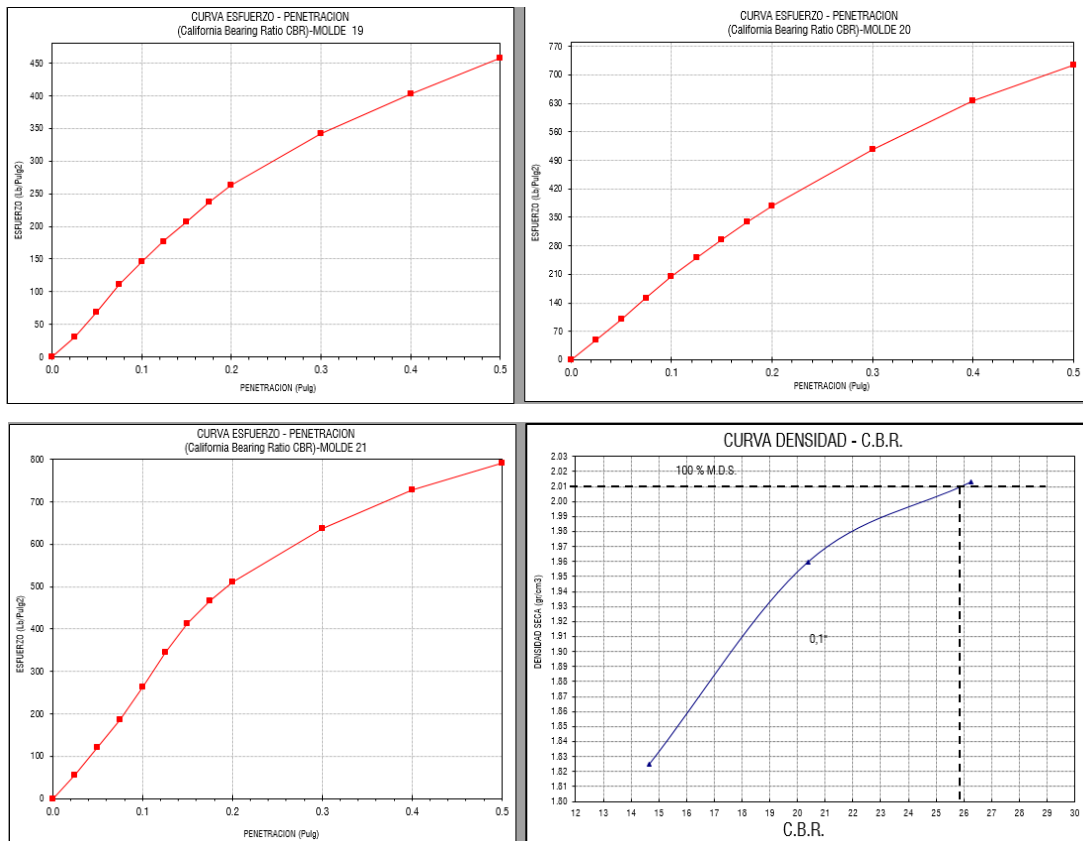 CURVA ESFUERZO - PENETRACION
(California Bearing Ratio CBR)-MOLDE 19
ESFUERZO (Lb/Pulg2)
450
400
350
300
250
200
150
100
50
0
0.0 0.1 0.2 0.3 0.4 0.5
PENETRACION (Pulg)
CURVA ESFUERZO - PENETRACION
(California Bearing Ratio CBR)-MOLDE 20
ESFUERZO (Lb/Pulg2)
770
700
630
560
490
420
350
280
210
140
70
0
0.0 0.1 0.2 0.3 0.4 0.5
PENETRACION (Pulg)
CURVA ESFUERZO - PENETRACION
(California Bearing Ratio CBR)-MOLDE 21
ESFUERZO (Lb/Pulg2)
800
700
600
500
400
300
200
100
0
0.0 0.1 0.2 0.3 0.4 0.5
PENETRACION (Pulg)
CURVA DENSIDAD - C.B.R.
100 % M.D.S.
DENSIDAD SECA (gr/cm3)
2.03
2.02
2.01
2.00
1.99
1.98
1.97
1.96
1.95
1.94
1.93
1.92
1.91
1.90
1.89
1.88
1.87
1.86
1.85
1.84
1.83
1.82
1.81
1.80
0,1"
12 13 14 15 16 17 18 19 20 21 22 23 24 25 26 27 28 29 30
C.B.R.